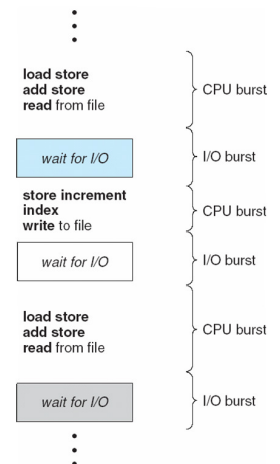 load store
add store
read from file
CPU burst
wait for I/O
I/O burst
store increment
index
write to file
CPU burst
wait for I/O
I/O burst
load store
add store
read from file
CPU burst
wait for I/O
I/O burst